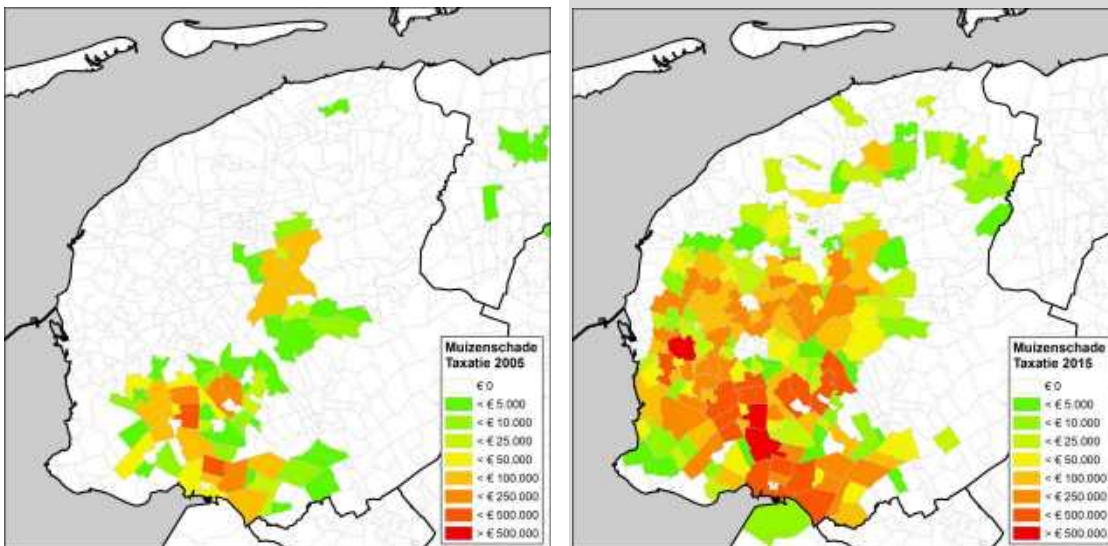 Muizenschade
Taxatie 2005
€ 0
< € 5.000
< € 10.000
< € 25.000
< € 50.000
< € 100.000
< € 250.000
< € 500.000
> € 500.000
Muizenschade
Taxatie 2015
€ 0
< € 5.000
< € 10.000
< € 25.000
< € 50.000
< € 100.000
< € 250.000
< € 500.000
> € 500.000